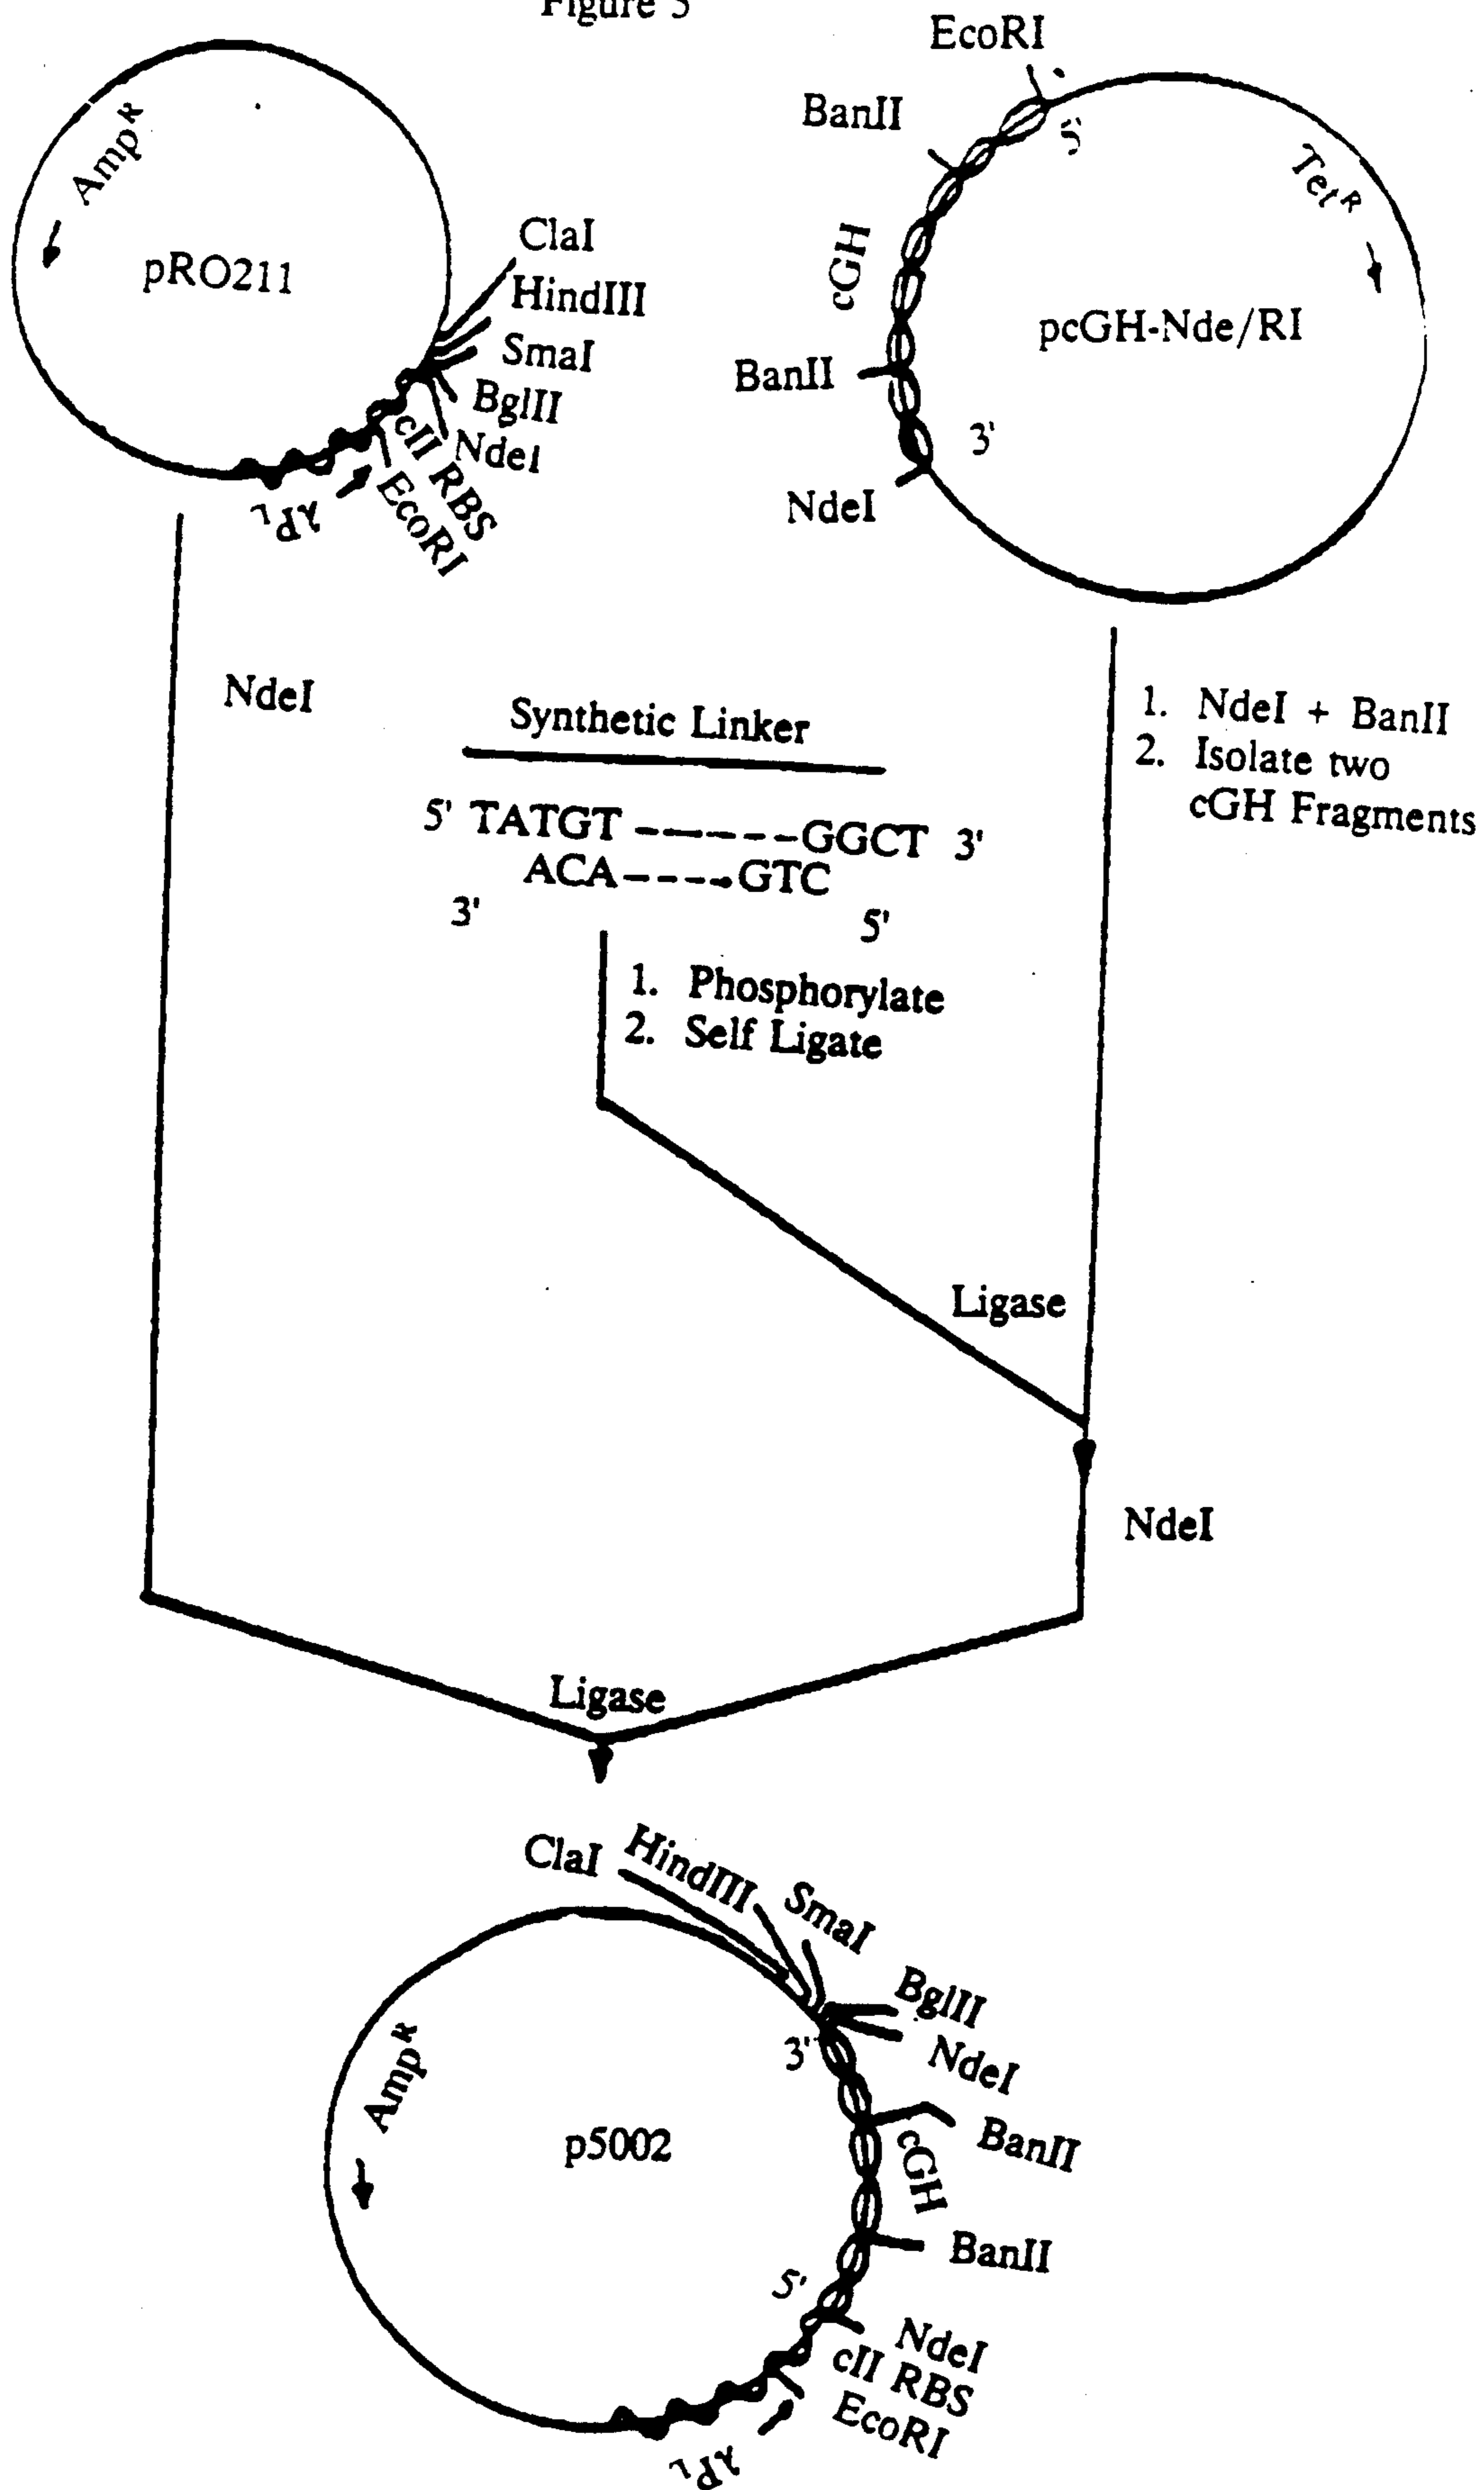 Figure 5
EcoRI
BanII
5'
Amp R
Tet R
ClaI
HindIII
pRO211
cGH
pcGH-Nde/RI
SmaI
BanII
BglII
NdeI
cII RBS
3'
EcoRI
λPL
NdeI
NdeI
Synthetic Linker
1. NdeI + BanII
2. Isolate two
cGH Fragments
5' TATGT ------GGCT 3'
ACA----.GTC
3' 5'
1. Phosphorylate
2. Self Ligate
Ligase
NdeI
Ligase
ClaI
HindIII
SmaI
BglII
NdeI
3'
Amp R
BanII
p5002
cGH
BanII
5'
NdeI
cII RBS
EcoRI
λPL